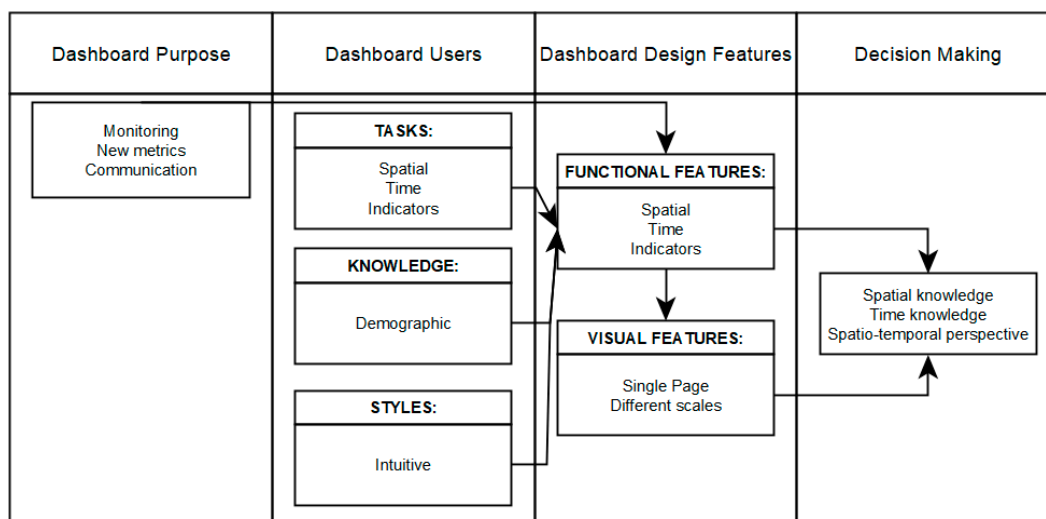 Dashboard Purpose
Dashboard Users
Dashboard Design Features
Decision Making
Monitoring
New metrics
Communication
TASKS:
Spatial
Time
Indicators
KNOWLEDGE:
Demographic
STYLES:
Intuitive
FUNCTIONAL FEATURES:
Spatial
Time
Indicators
VISUAL FEATURES:
Single Page
Different scales
Spatial knowledge
Time knowledge
Spatio-temporal perspective